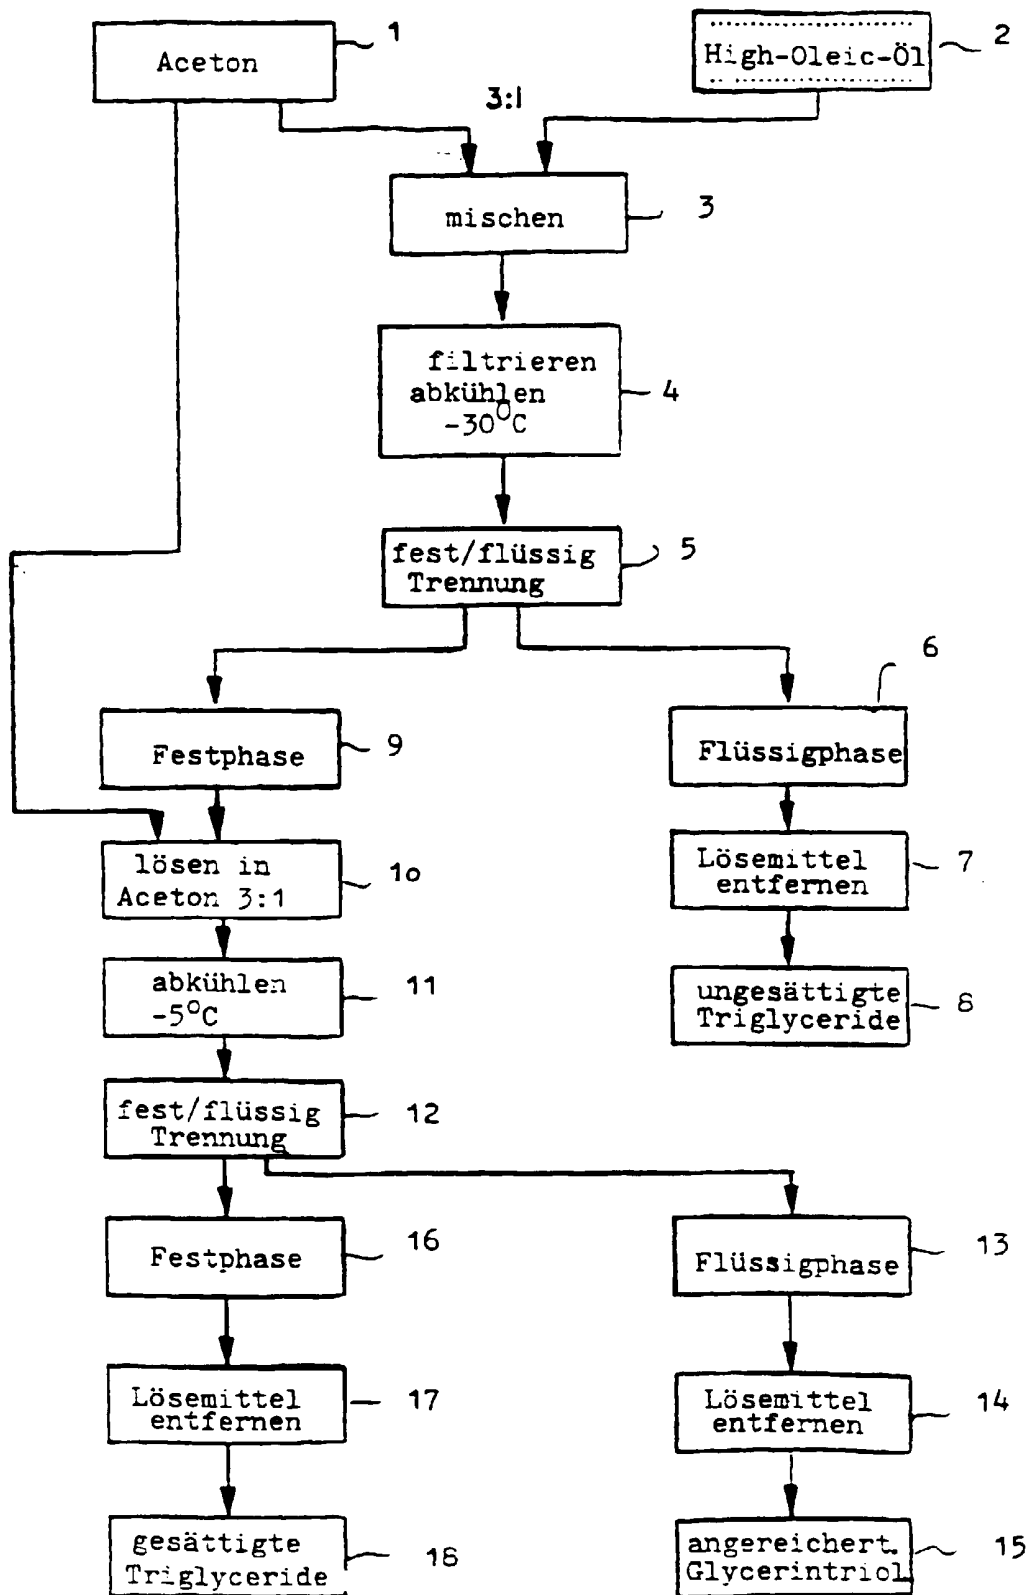 Aceton
1
High-Oleic-Öl
2
3:1
mischen
3
filtrieren
abkühlen
-30⁰C
4
fest/flüssig
Trennung
5
6
Festphase
9
Flüssigphase
lösen in
Aceton 3:1
1o
Lösemittel
entfernen
7
abkühlen
-5⁰C
11
ungesättigte
Triglyceride
8
fest/flüssig
Trennung
12
Festphase
16
Flüssigphase
13
Lösemittel
entfernen
17
Lösemittel
entfernen
14
gesättigte
Triglyceride
18
angereichert.
Glycerintriol
15